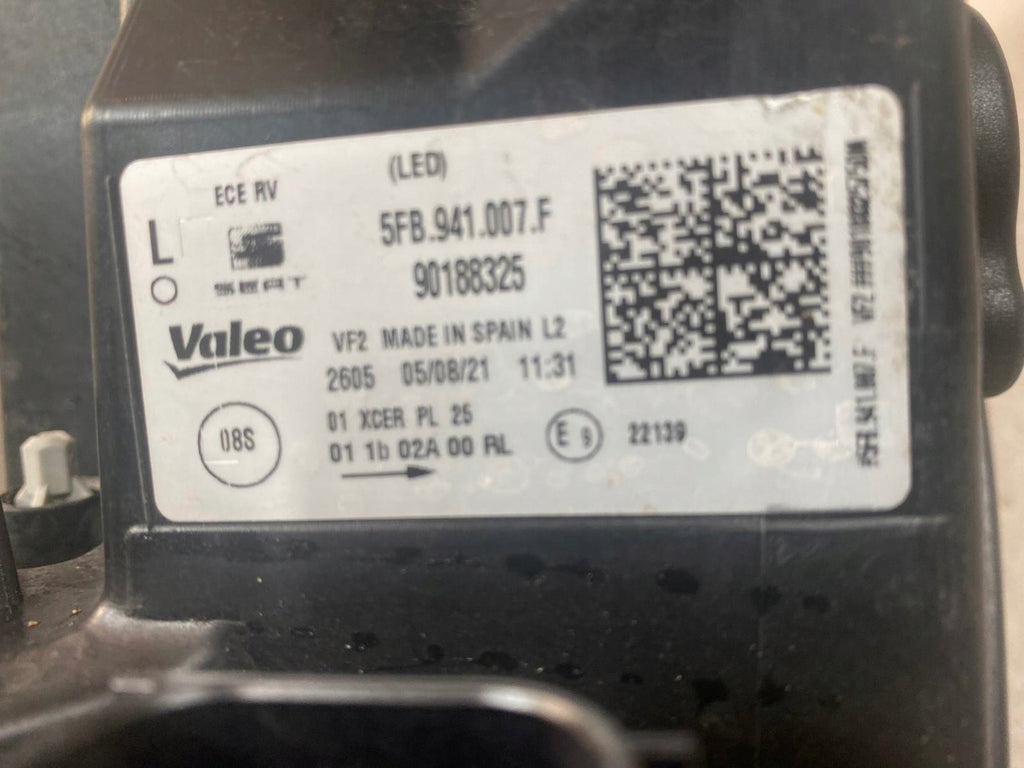 (LED)
ECE RV
L
5FB.941.007.F
90188325
SEAT
Valeo
VF2 MADE IN SPAIN L2
2605 05/08/21 11:31
01 XCER PL 25
01 1b 02A 00 RL
08S
E 9
22139